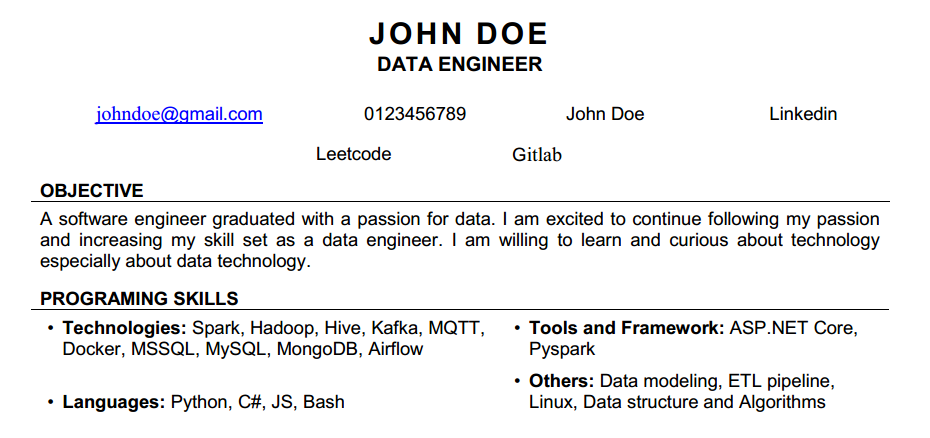 JOHN DOE
DATA ENGINEER
johndoe@gmail.com 0123456789 John Doe Linkedin
Leetcode Gitlab
OBJECTIVE
A software engineer graduated with a passion for data. I am excited to continue following my passion
and increasing my skill set as a data engineer. I am willing to learn and curious about technology
especially about data technology.
PROGRAMING SKILLS
• Technologies: Spark, Hadoop, Hive, Kafka, MQTT,
Docker, MSSQL, MySQL, MongoDB, Airflow
• Languages: Python, C#, JS, Bash
• Tools and Framework: ASP.NET Core,
Pyspark
• Others: Data modeling, ETL pipeline,
Linux, Data structure and Algorithms